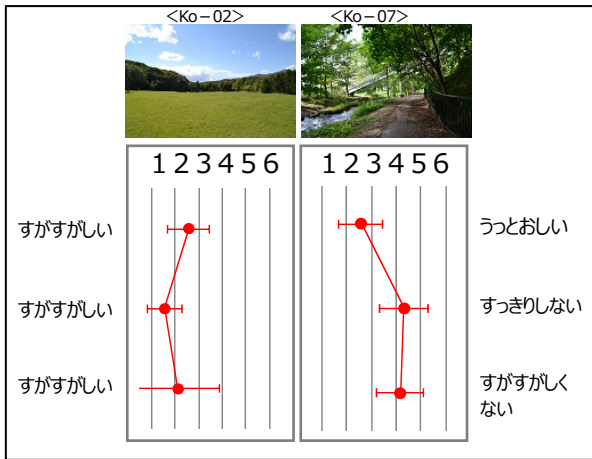 <Ko－02> <Ko－07>
1 2 3 4 5 6 1 2 3 4 5 6
すがすがしい うっとおしい
すがすがしい すっきりしない
すがすがしい すがすがしく
ない